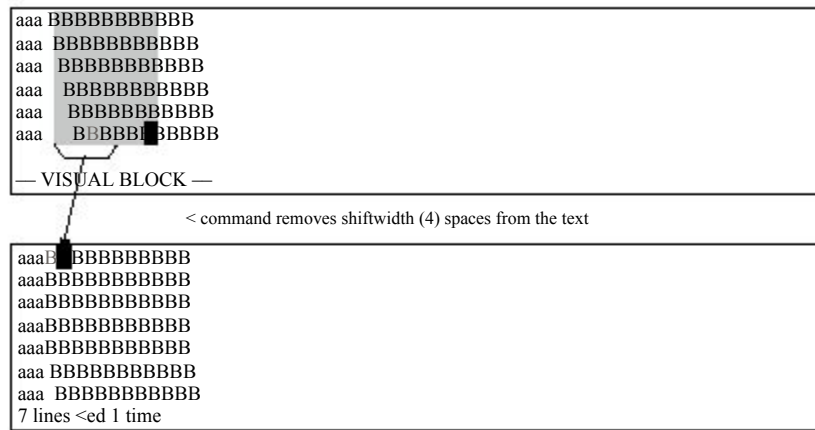 aaa BBBBBBBBBBB
aaa  BBBBBBBBBBB
aaa   BBBBBBBBBBB
aaa    BBBBBBBBBBB
aaa     BBBBBBBBBBB
aaa      BBBBBBBBBBB
— VISUAL BLOCK —
< command removes shiftwidth (4) spaces from the text
aaaBBBBBBBBBBB
aaaBBBBBBBBBBB
aaaBBBBBBBBBBB
aaaBBBBBBBBBBB
aaaBBBBBBBBBBB
aaa BBBBBBBBBBB
aaa  BBBBBBBBBBB
7 lines <ed 1 time